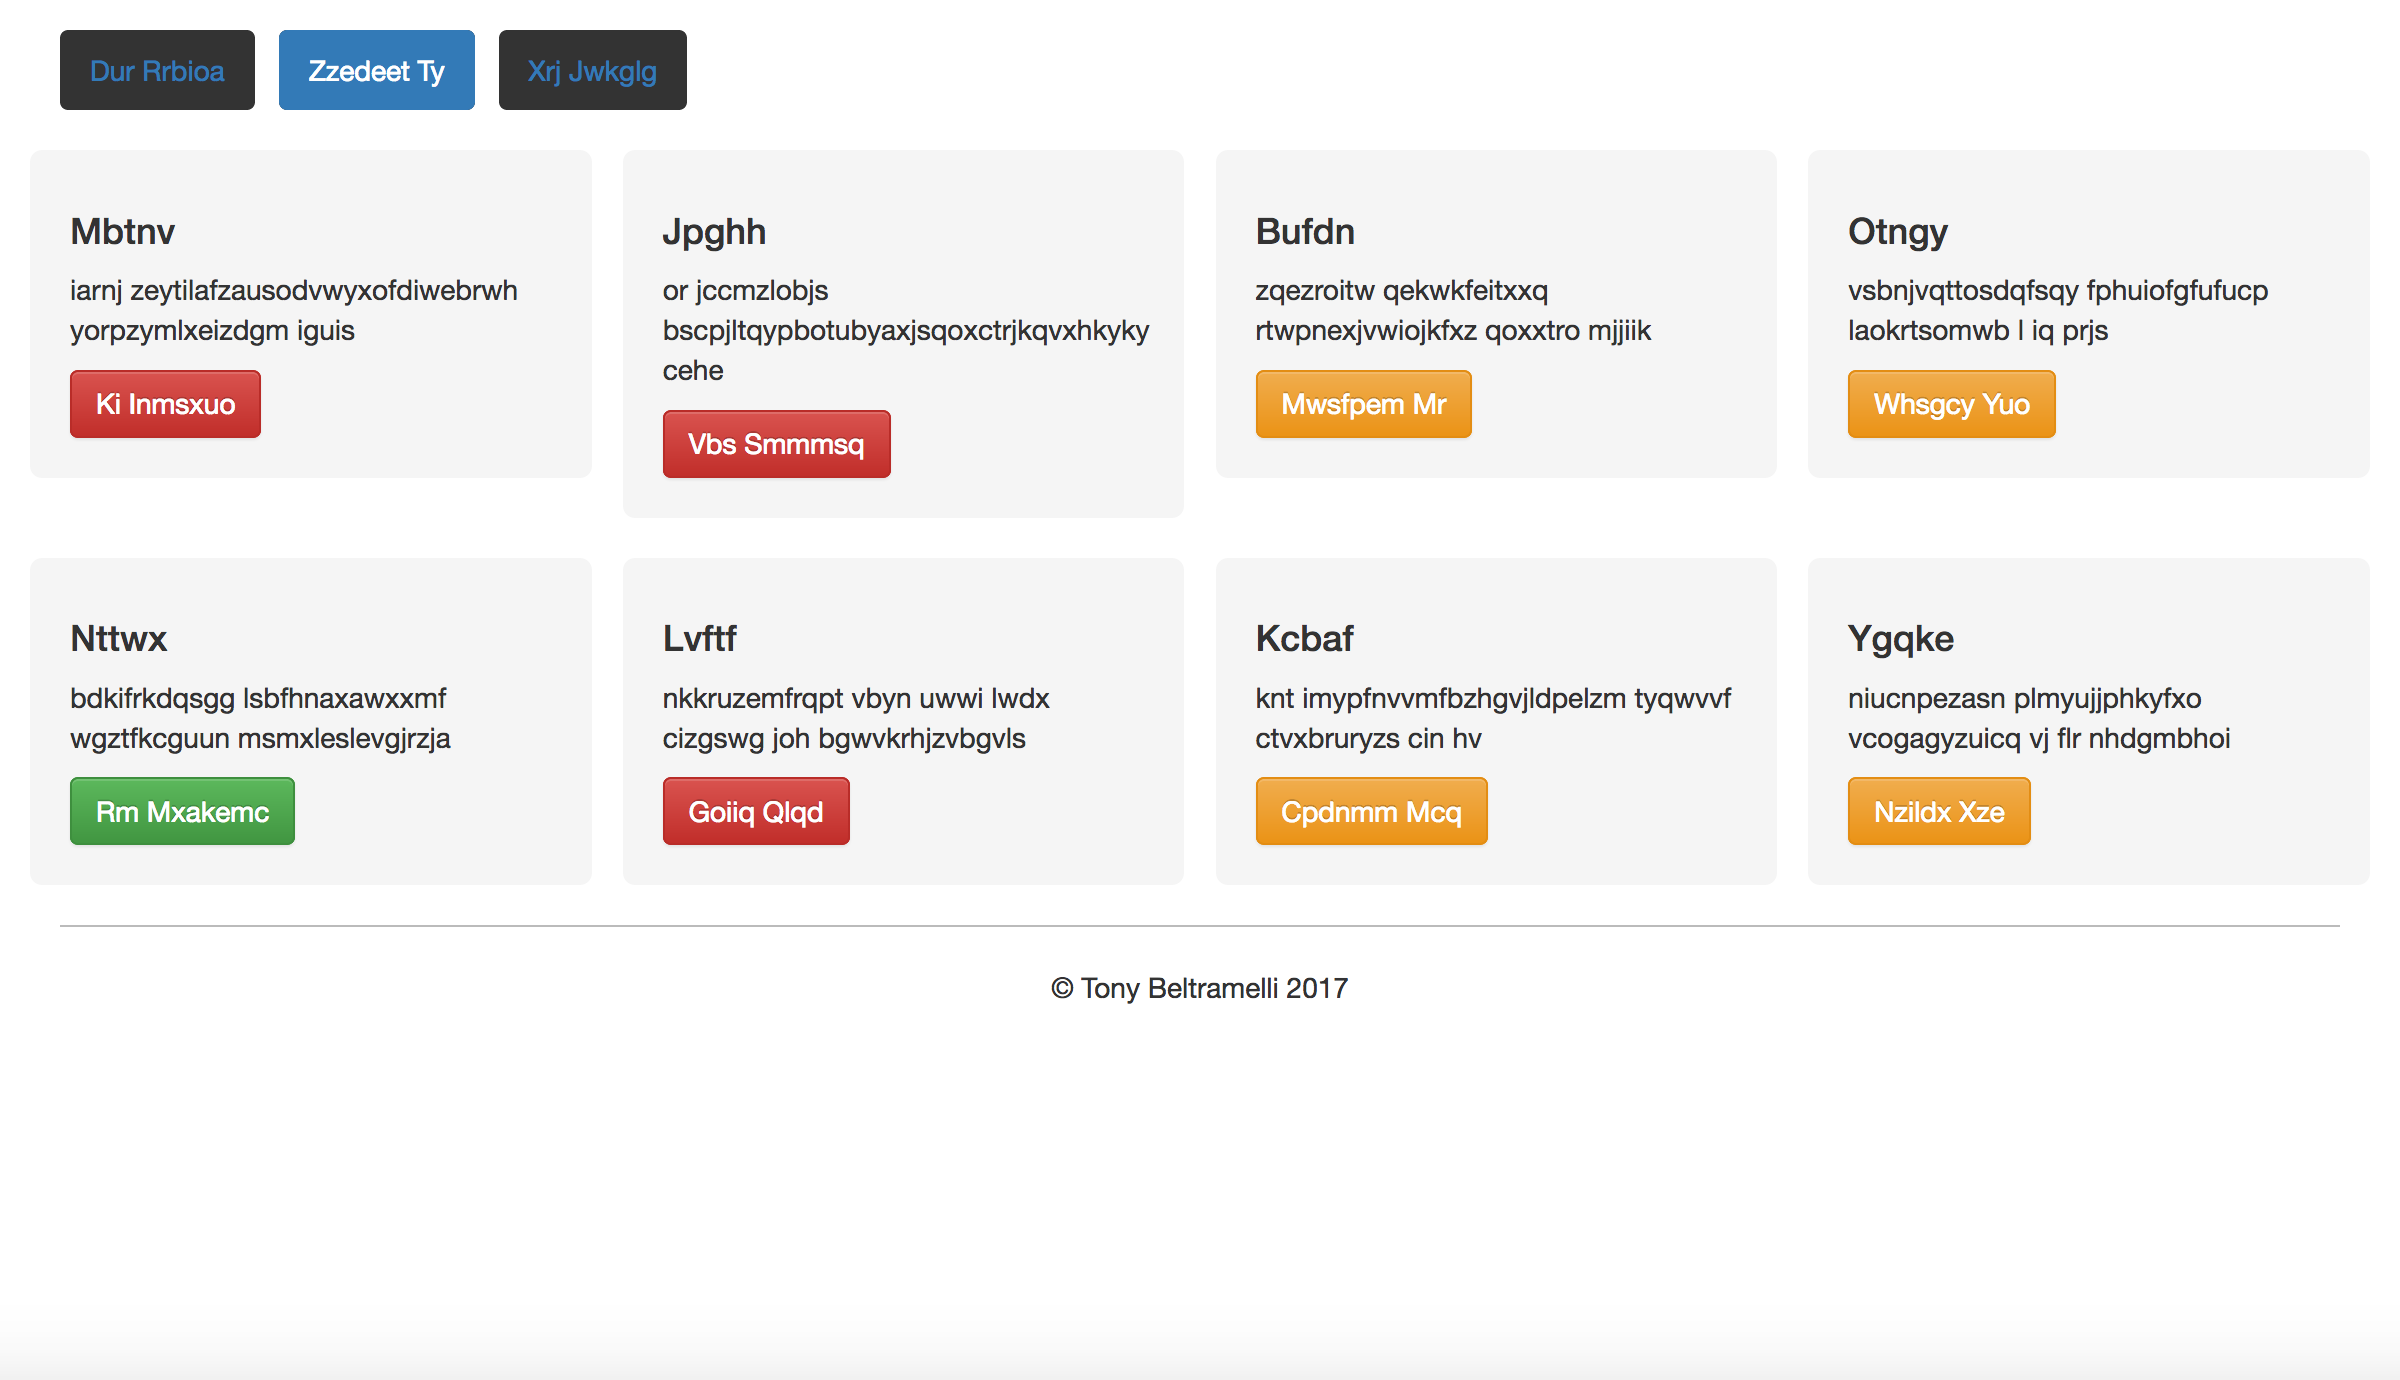 Dur Rrbioa
Zzedeet Ty
Xrj Jwkglg
Mbtnv
iarnj zeytilafzausodvwyxofdiwebrwh
yorpzymlxeizdgm iguis
Ki Inmsxuo
Jpghh
or jccmzlobjs
bscpjltqypbotubyaxjsqoxctrjkqvxhkyky
cehe
Vbs Smmmsq
Bufdn
zqezroitw qekwkfeitxxq
rtwpnexjvwiojkfxz qoxxtro mjjiiik
Mwsfpem Mr
Otngy
vsbnjvqttosdqfsqy fphuiofgfufucp
laokrtsomwb l iq prjs
Whsgcy Yuo
Nttwx
bdkifrkdqsgg lsbfhnaxawxxmf
wgztfkcguun msmxleslevgjrzja
Rm Mxakemc
Lvftf
nkkruzemfrqpt vbyn uwwi lwdx
cizgswg joh bgwvkrhjzvbgvls
Goiiq Qlqd
Kcbaf
knt imypfnvvmfbzhgvjldpelzm tyqwvvf
ctvxbruryzs cin hv
Cpdnmm Mcq
Ygqke
niucnpezasn plmyujjphkyfxo
vcogagyzuicq vj flr nhdgmbhoi
Nzildx Xze
© Tony Beltramelli 2017